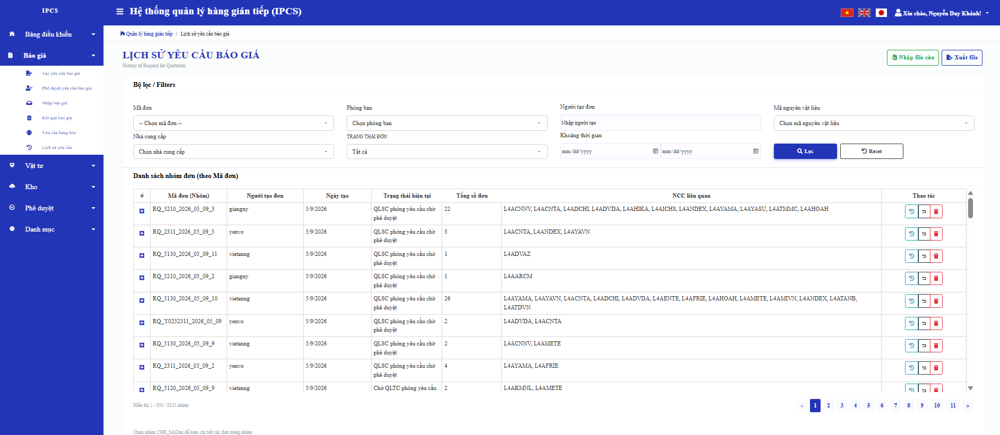 IPCS
Hệ thống quản lý hàng gián tiếp (IPCS)
Xin chào, Nguyễn Duy Khánh!
Bảng điều khiển
Báo giá
Tạo yêu cầu báo giá
Phê duyệt yêu cầu báo giá
Nhập báo giá
Kết quả báo giá
Yêu cầu hàng hóa
Lịch sử yêu cầu
Vật tư
Kho
Phê duyệt
Danh mục
Quản lý hàng gián tiếp / Lịch sử yêu cầu báo giá
LỊCH SỬ YÊU CẦU BÁO GIÁ
History of Request for Quotation
Nhập file sửa
Xuất file
Bộ lọc / Filters
Mã đơn
-- Chọn mã đơn --
Phòng ban
Chọn phòng ban
Người tạo đơn
Nhập người tạo
Mã nguyên vật liệu
Chọn mã nguyên vật liệu
Nhà cung cấp
Chọn nhà cung cấp
TRẠNG THÁI ĐƠN
Tất cả
Khoảng thời gian
mm/dd/yyyy mm/dd/yyyy
Lọc
Reset
Danh sách nhóm đơn (theo Mã đơn)
# Mã đơn (Nhóm) Người tạo đơn Ngày tạo Trạng thái hiện tại Tổng số đơn NCC liên quan Thao tác
RQ_5210_2026_05_09_3 giangny 5/9/2026 QLSC phòng yêu cầu chờ phê duyệt 22 L4ACNNV, L4ACNTA, L4ADCHI, L4ADVDA, L4AHIKA, L4AICHS, L4ANDEX, L4AYAMA, L4AYASU, L4ATMMC, L4AHOAH
RQ_2311_2026_05_09_3 yenvo 5/9/2026 QLSC phòng yêu cầu chờ phê duyệt 3 L4ACNTA, L4ANDEX, L4AYAVN
RQ_5130_2026_05_09_11 vietanng 5/9/2026 QLSC phòng yêu cầu chờ phê duyệt 1 L4ADVAZ
RQ_5210_2026_05_09_2 giangny 5/9/2026 QLSC phòng yêu cầu chờ phê duyệt 1 L4AARCM
RQ_5130_2026_05_09_10 vietanng 5/9/2026 QLSC phòng yêu cầu chờ phê duyệt 26 L4AYAMA, L4AYAVN, L4ACNTA, L4ADCHI, L4ADVDA, L4AENTE, L4AFRIE, L4AHOAH, L4AMETE, L4AMIVN, L4ANDEX, L4ATANB, L4ATDVN
RQ_Y0252311_2026_05_09 yenvo 5/9/2026 QLSC phòng yêu cầu chờ phê duyệt 2 L4ADVDA, L4ACNTA
RQ_5130_2026_05_09_9 vietanng 5/9/2026 QLSC phòng yêu cầu chờ phê duyệt 2 L4ACNNV, L4AMETE
RQ_2311_2026_05_09_2 yenvo 5/9/2026 QLSC phòng yêu cầu chờ phê duyệt 4 L4AYAMA, L4AFRIE
RQ_5120_2026_05_09_9 vietanng 5/9/2026 Chờ QLTC phòng yêu cầu 2 L4AKMNL, L4AMETE
Hiển thị 1 - 850 / 9255 nhóm
« 1 2 3 4 5 6 7 8 9 10 11 »
Chọn nhóm CHR_MaDon để xem chi tiết các đơn trong nhóm.